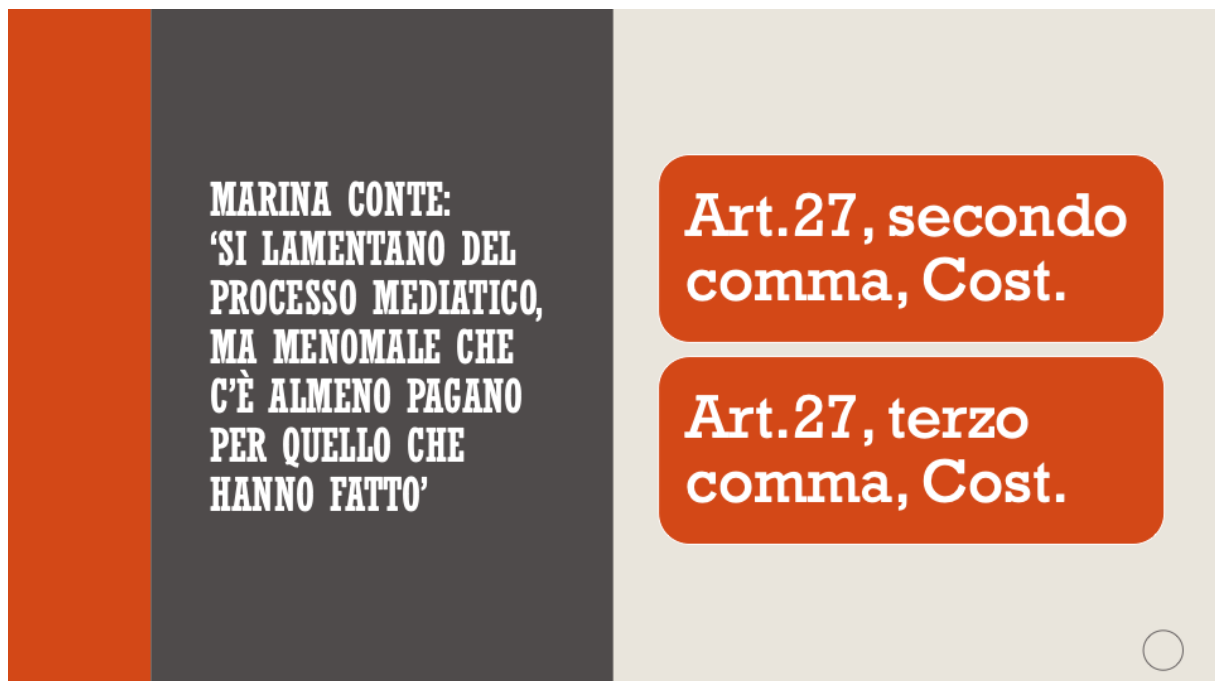 MARINA CONTE:
‘SI LAMENTANO DEL
PROCESSO MEDIATICO,
MA MENOMALE CHE
C’È ALMENO PAGANO
PER QUELLO CHE
HANNO FATTO’
Art.27, secondo
comma, Cost.
Art.27, terzo
comma, Cost.